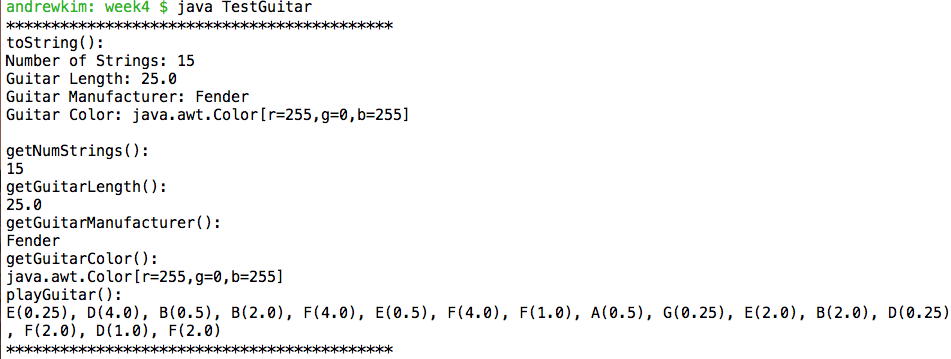 andrewkim: week4 $ java TestGuitar
*******************************************
toString():
Number of Strings: 15
Guitar Length: 25.0
Guitar Manufacturer: Fender
Guitar Color: java.awt.Color[r=255,g=0,b=255]

getNumStrings():
15
getGuitarLength():
25.0
getGuitarManufacturer():
Fender
getGuitarColor():
java.awt.Color[r=255,g=0,b=255]
playGuitar():
E(0.25), D(4.0), B(0.5), B(2.0), F(4.0), E(0.5), F(4.0), F(1.0), A(0.5), G(0.25), E(2.0), B(2.0), D(0.25)
, F(2.0), D(1.0), F(2.0)
*******************************************